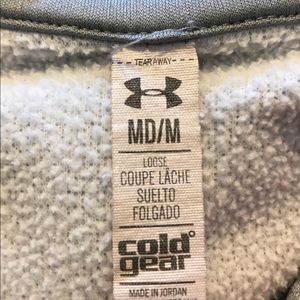 -- TEARAWAY --
MD/M
LOOSE
COUPE LÂCHE
SUELTO
FOLGADO
cold
gear
MADE IN JORDAN